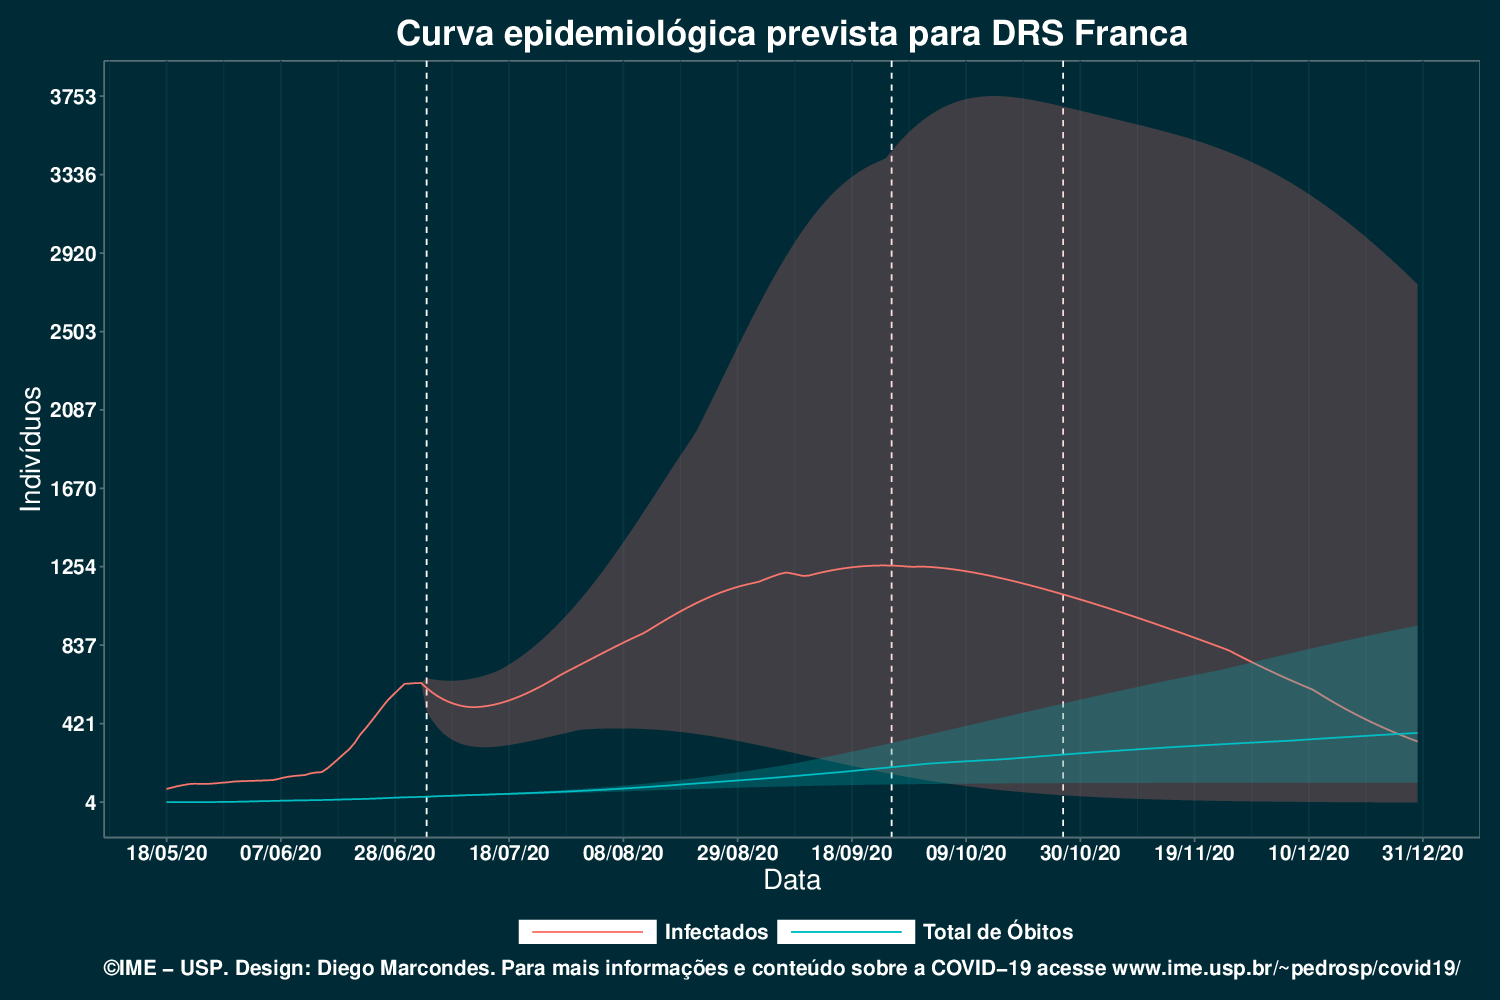 Curva epidemiológica prevista para DRS Franca
Indivíduos
3753
3336
2920
2503
2087
1670
1254
837
421
4
18/05/20 07/06/20 28/06/20 18/07/20 08/08/20 29/08/20 18/09/20 09/10/20 30/10/20 19/11/20 10/12/20 31/12/20
Data
Infectados Total de Óbitos
©IME − USP. Design: Diego Marcondes. Para mais informações e conteúdo sobre a COVID−19 acesse www.ime.usp.br/~pedrosp/covid19/